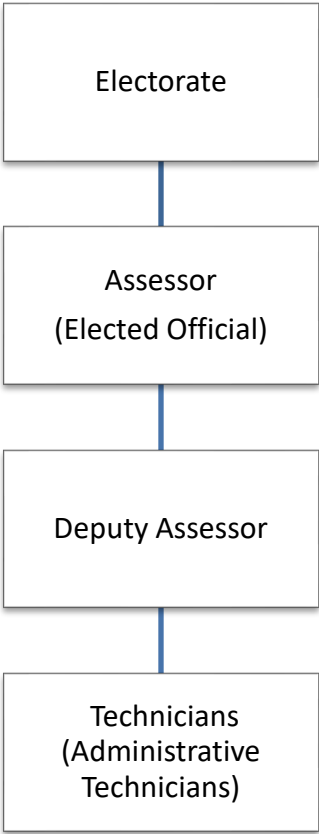 Electorate
Assessor
(Elected Official)
Deputy Assessor
Technicians
(Administrative
Technicians)